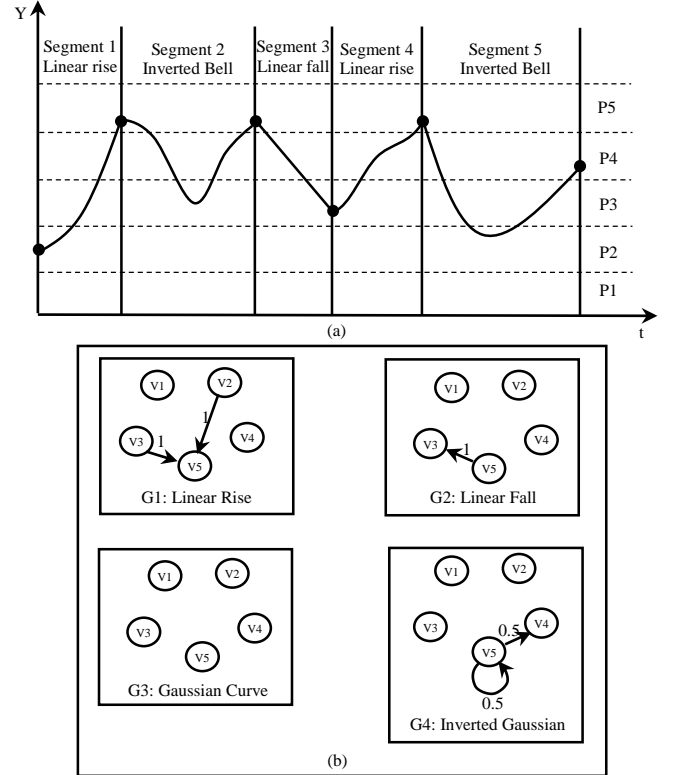 Y
Segment 1
Linear rise
Segment 2
Inverted Bell
Segment 3
Linear fall
Segment 4
Linear rise
Segment 5
Inverted Bell
P5
P4
P3
P2
P1
(a)
t
V1
V2
V3
V4
V5
1
1
G1: Linear Rise
V1
V2
V3
V4
V5
1
G2: Linear Fall
V1
V2
V3
V4
V5
G3: Gaussian Curve
V1
V2
V3
V4
V5
0.5
0.5
G4: Inverted Gaussian
(b)